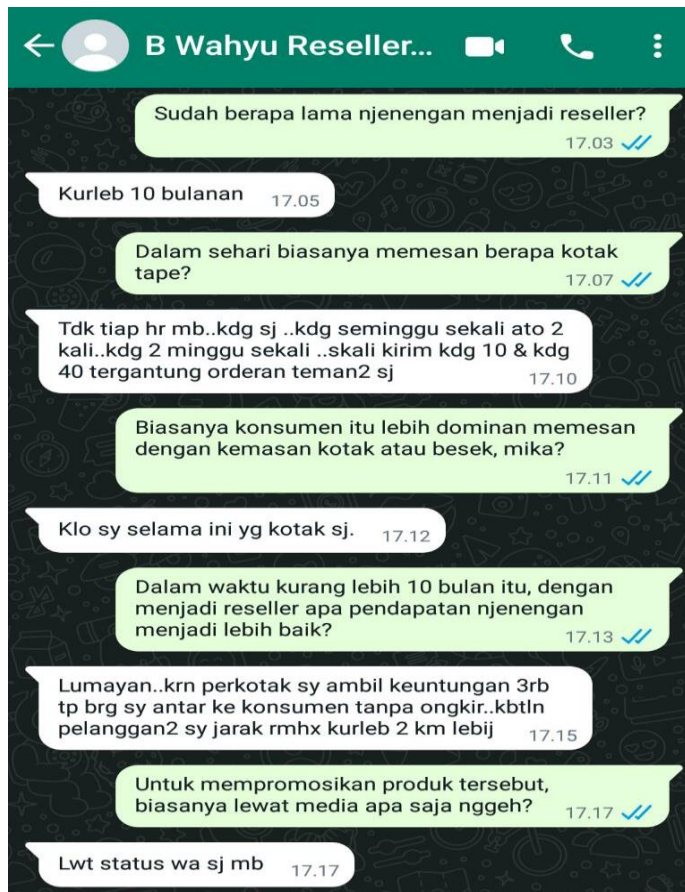 B Wahyu Reseller...
Sudah berapa lama njenengan menjadi reseller?
17.03
Kurleb 10 bulanan
17.05
Dalam sehari biasanya memesan berapa kotak
tape?
17.07
Tdk tiap hr mb..kdg sj ..kdg seminggu sekali ato 2
kali..kdg 2 minggu sekali ..skali kirim kdg 10 & kdg
40 tergantung orderan teman2 sj
17.10
Biasanya konsumen itu lebih dominan memesan
dengan kemasan kotak atau besek, mika?
17.11
Klo sy selama ini yg kotak sj.
17.12
Dalam waktu kurang lebih 10 bulan itu, dengan
menjadi reseller apa pendapatan njenengan
menjadi lebih baik?
17.13
Lumayan..krn perkotak sy ambil keuntungan 3rb
tp brg sy antar ke konsumen tanpa ongkir..kbtln
pelanggan2 sy jarak rmhx kurleb 2 km lebij
17.15
Untuk mempromosikan produk tersebut,
biasanya lewat media apa saja nggeh?
17.17
Lwt status wa sj mb
17.17